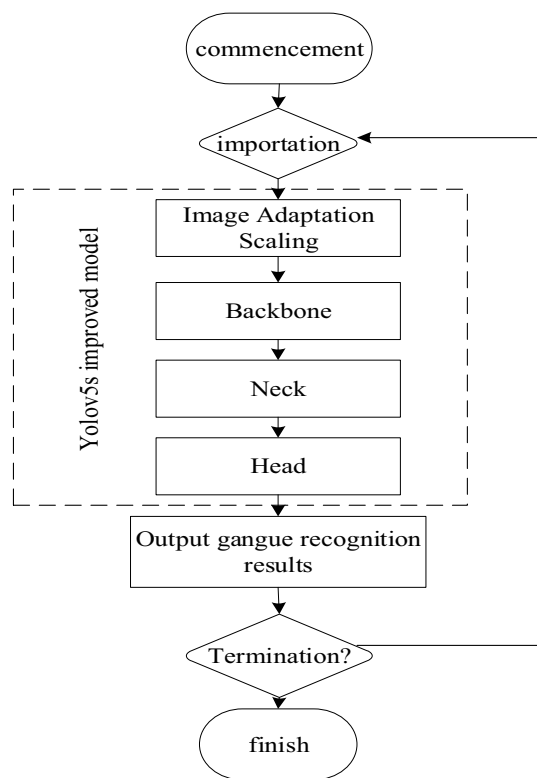 commencement
importation
Image Adaptation
Scaling
Backbone
Neck
Head
Yolov5s improved model
Output gangue recognition
results
Termination?
finish